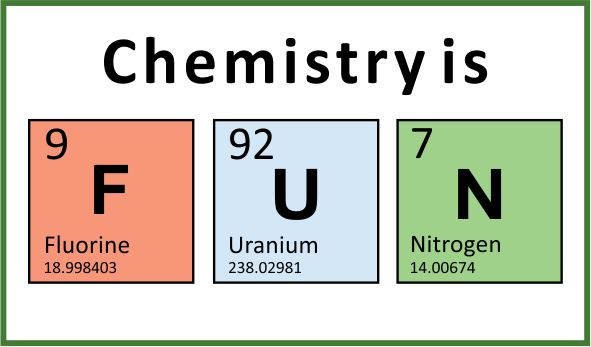 Chemistry is
9 92 7
F U N
Fluorine Uranium Nitrogen
18.998403 238.02981 14.00674